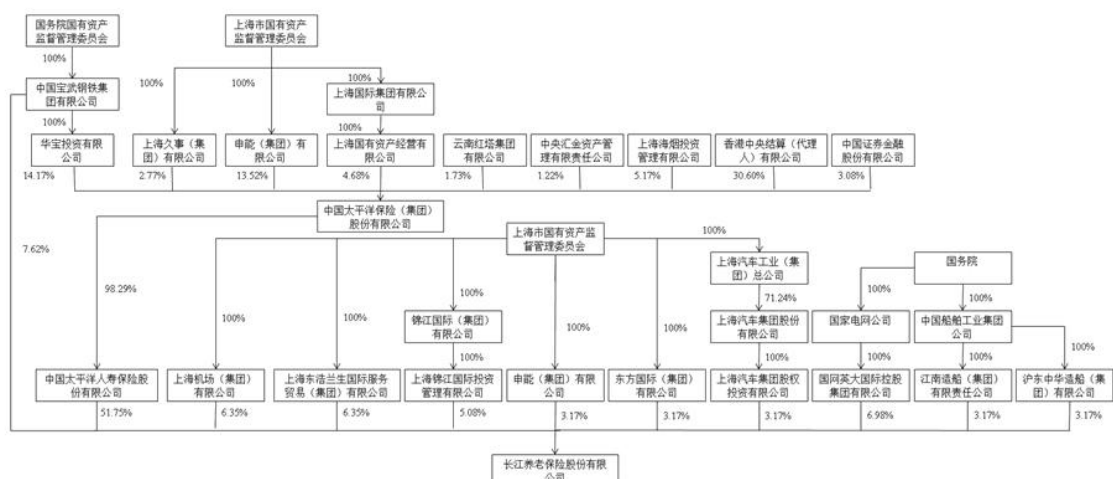 国务院国有资产
监督管理委员会
上海市国有资产
监督管理委员会
100%
100%
100%
100%
中国宝武钢铁集
团有限公司
上海国际集团有限公
司
100%
100%
华宝投资有限
公司
上海久事（集
团）有限公司
申能（集团）有
限公司
上海国有资产经营有
限公司
云南红塔集团
有限公司
中央汇金资产管
理有限责任公司
上海海烟投资
管理有限公司
香港中央结算（代理
人）有限公司
中国证券金融
股份有限公司
14.17%
2.77%
13.52%
4.68%
1.73%
1.22%
5.17%
30.60%
3.08%
中国太平洋保险（集团）
股份有限公司
上海市国有资产监
督管理委员会
100%
7.62%
上海汽车工业（集
团）总公司
国务院
98.29%
100%
71.24%
100%
100%
锦江国际（集团）
有限公司
上海汽车集团股份有
限公司
国家电网公司
中国船舶工业集团
公司
100%
100%
100%
100%
100%
100%
100%
100%
100%
中国太平洋人寿保险股
份有限公司
上海机场（集团）
有限公司
上海东浩兰生国际服务
贸易（集团）有限公司
上海锦江国际投资
管理有限公司
申能（集团）有限
公司
东方国际（集团）
有限公司
上海汽车集团股权
投资有限公司
国网英大国际控股
集团有限公司
江南造船（集团）
有限责任公司
沪东中华造船（集
团）有限公司
51.75%
6.35%
6.35%
5.08%
3.17%
3.17%
3.17%
6.98%
3.17%
3.17%
长江养老保险股份有限
公司